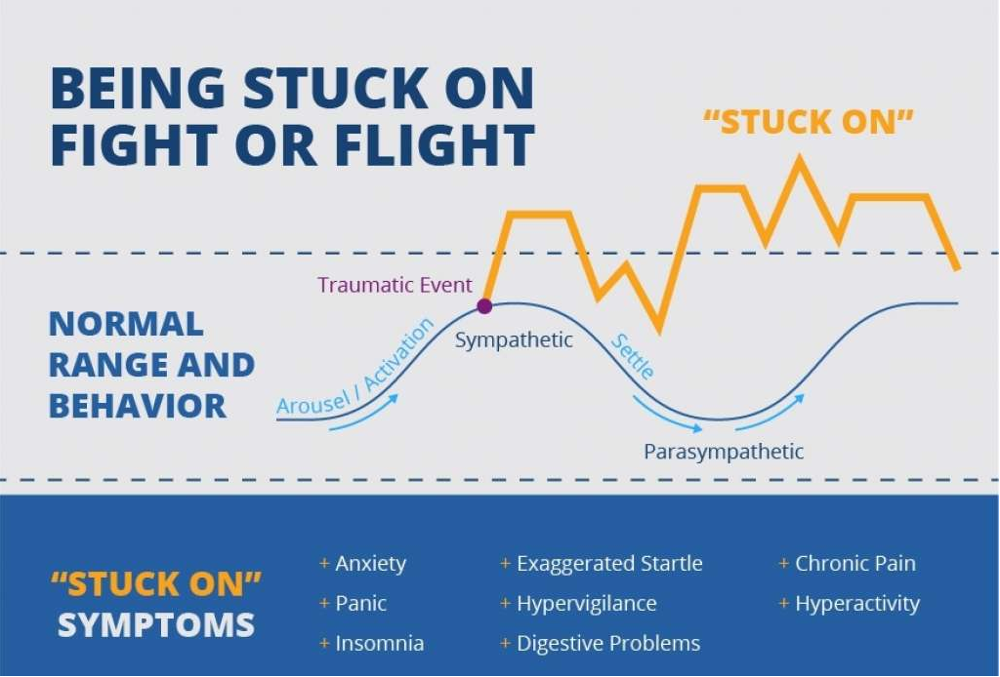 BEING STUCK ON
FIGHT OR FLIGHT
“STUCK ON”
Traumatic Event
NORMAL
RANGE AND
BEHAVIOR
Arousel / Activation
Sympathetic
Settle
Parasympathetic
“STUCK ON”
SYMPTOMS
+ Anxiety
+ Panic
+ Insomnia
+ Exaggerated Startle
+ Hypervigilance
+ Digestive Problems
+ Chronic Pain
+ Hyperactivity